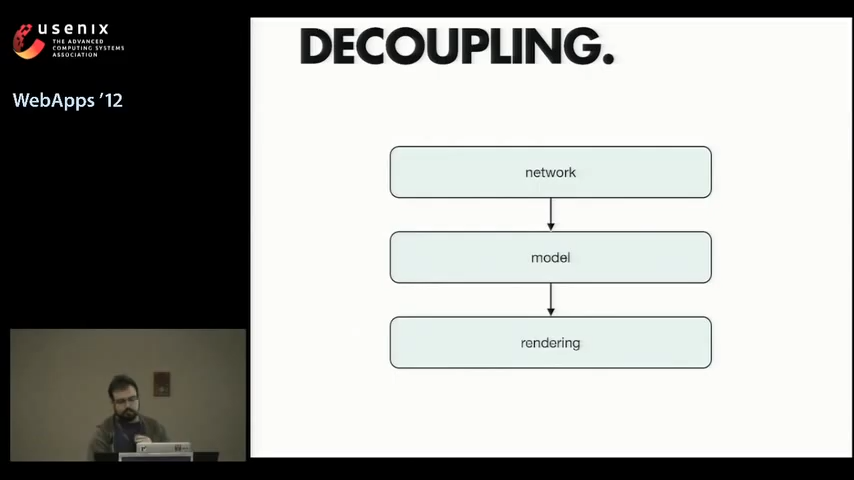 usenix
THE ADVANCED
COMPUTING SYSTEMS
ASSOCIATION
WebApps '12
DECOUPLING.
network
model
rendering